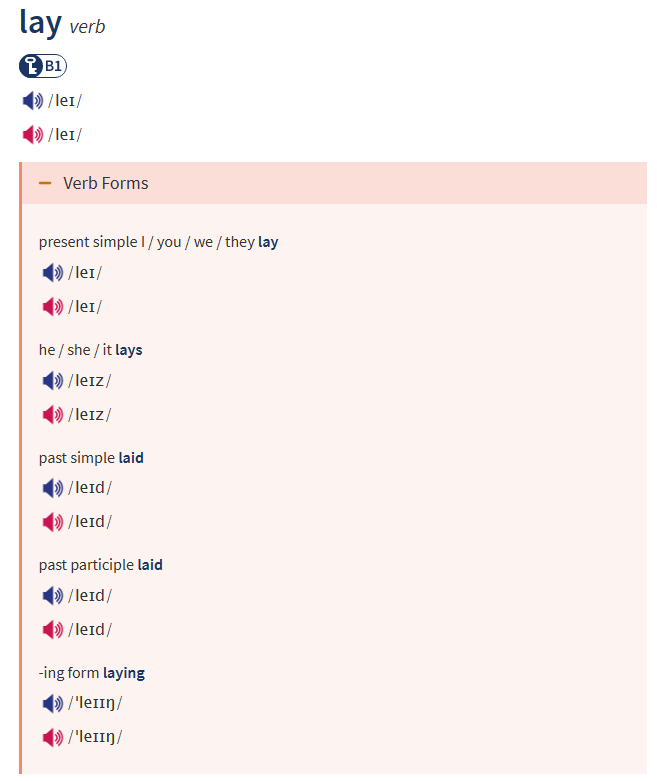 lay verb
B1
/leɪ/
/leɪ/
Verb Forms
present simple I / you / we / they lay
/leɪ/
/leɪ/
he / she / it lays
/leɪz/
/leɪz/
past simple laid
/leɪd/
/leɪd/
past participle laid
/leɪd/
/leɪd/
-ing form laying
/ˈleɪɪŋ/
/ˈleɪɪŋ/